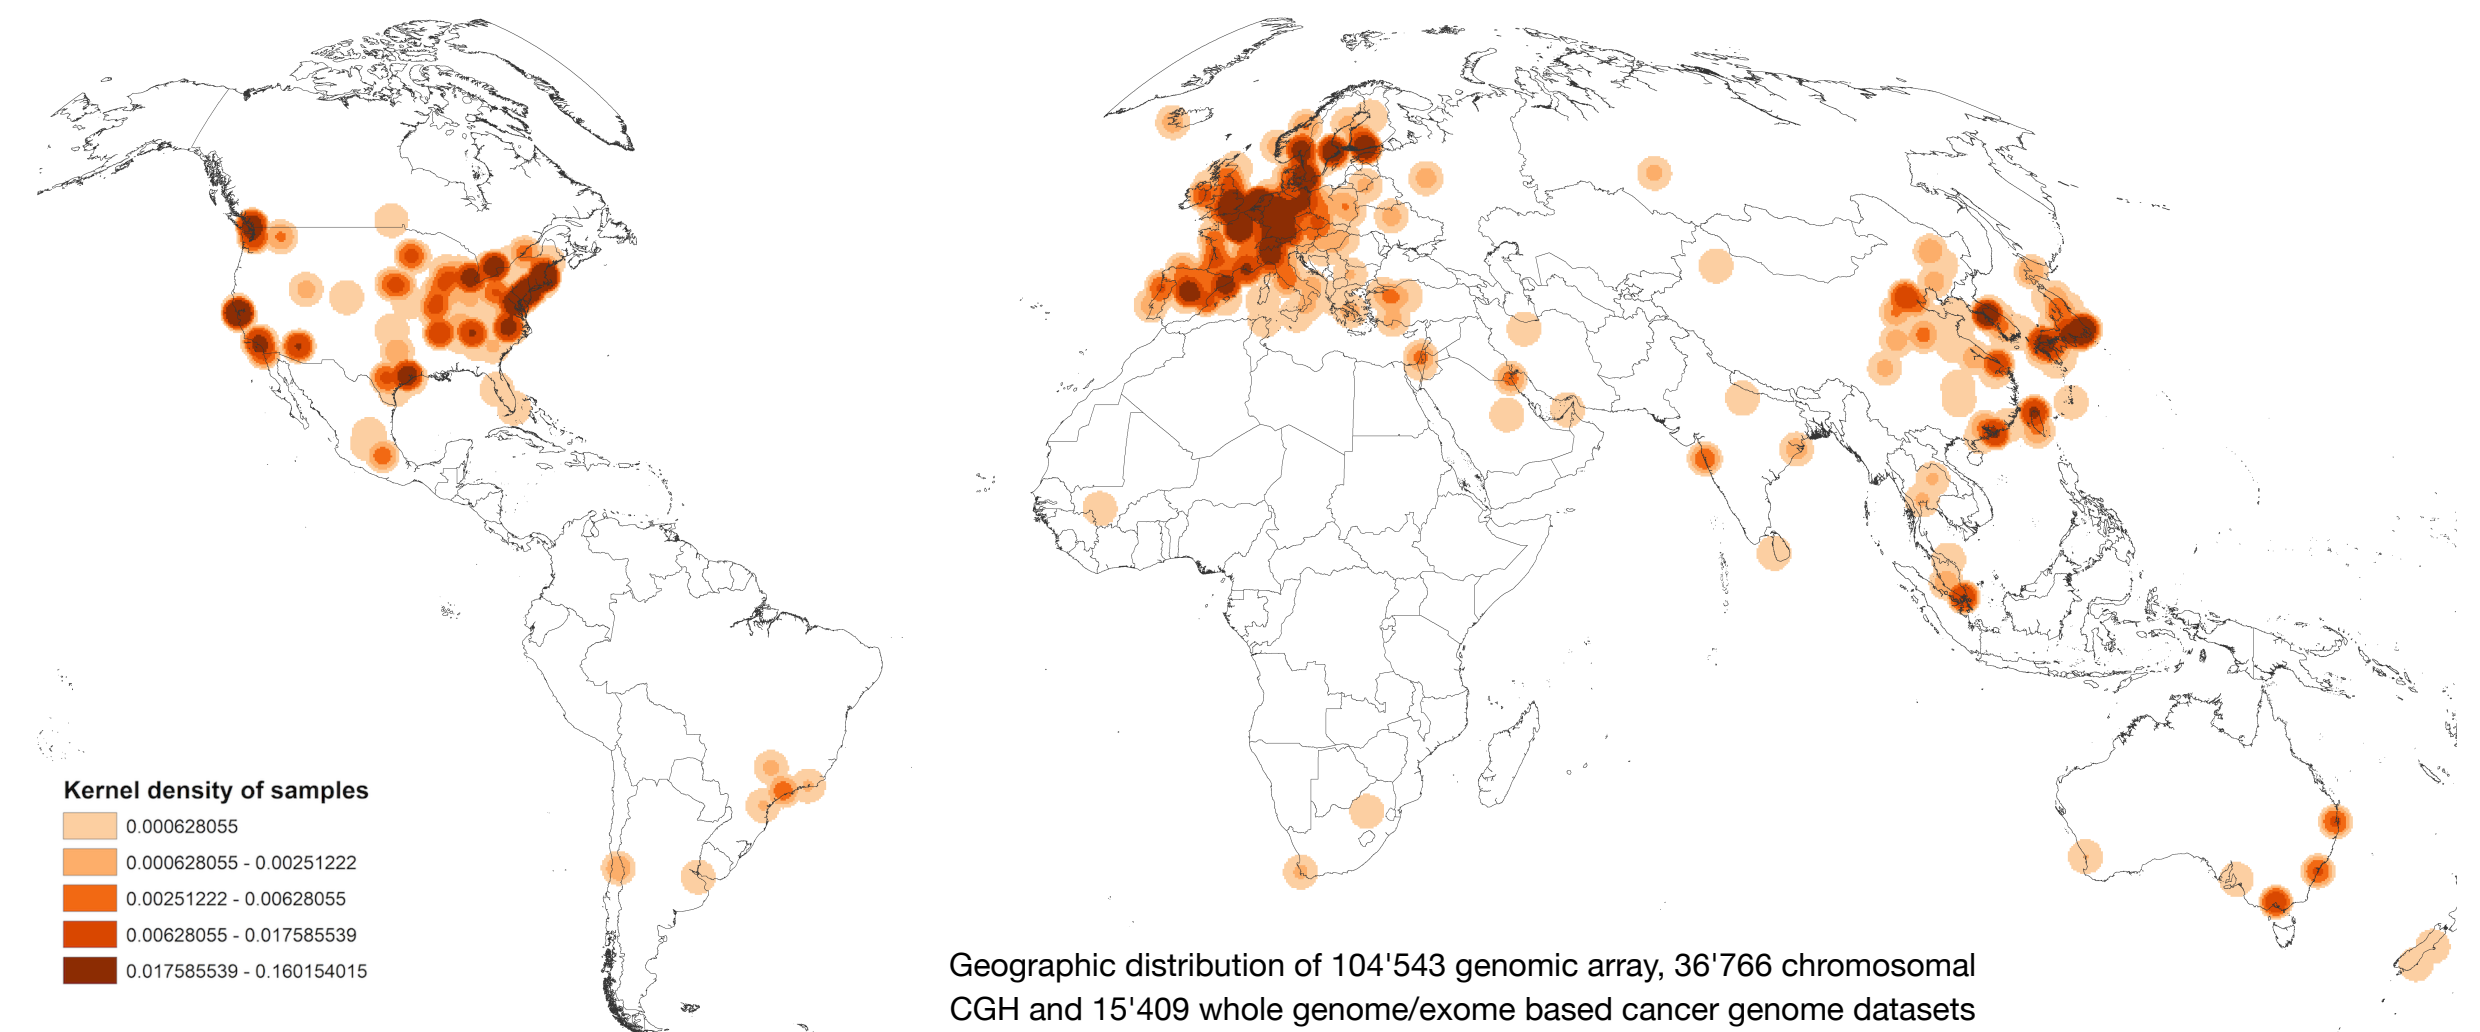 Kernel density of samples
0.000628055
0.000628055 - 0.00251222
0.00251222 - 0.00628055
0.00628055 - 0.017585539
0.017585539 - 0.160154015
Geographic distribution of 104'543 genomic array, 36'766 chromosomal
CGH and 15'409 whole genome/exome based cancer genome datasets